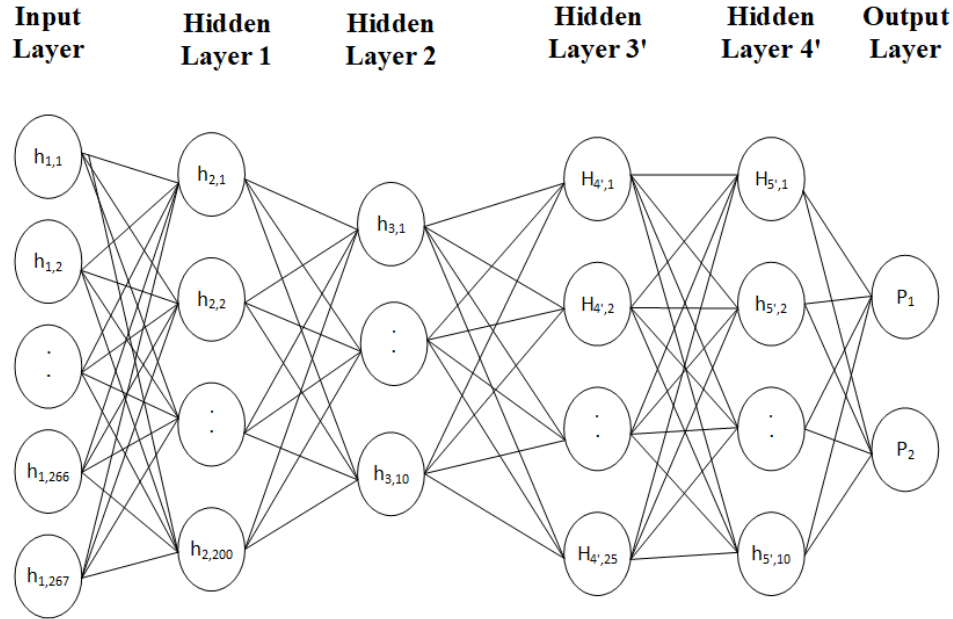 Input
Layer
Hidden
Layer 1
Hidden
Layer 2
Hidden
Layer 3'
Hidden
Layer 4'
Output
Layer
h1,1
h1,2
:
h1,266
h1,267
h2,1
h2,2
:
h2,200
h3,1
:
h3,10
H4',1
H4',2
:
H4',25
H5',1
h5',2
:
h5',10
P1
P2